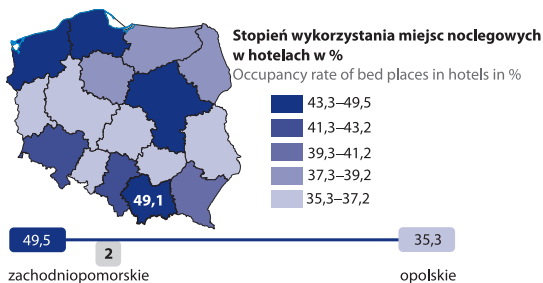 Stopień wykorzystania miejsc noclegowych
w hotelach w %
Occupancy rate of bed places in hotels in %
43,3–49,5
41,3–43,2
39,3–41,2
37,3–39,2
35,3–37,2
49,1
49,5
35,3
2
zachodniopomorskie
opolskie